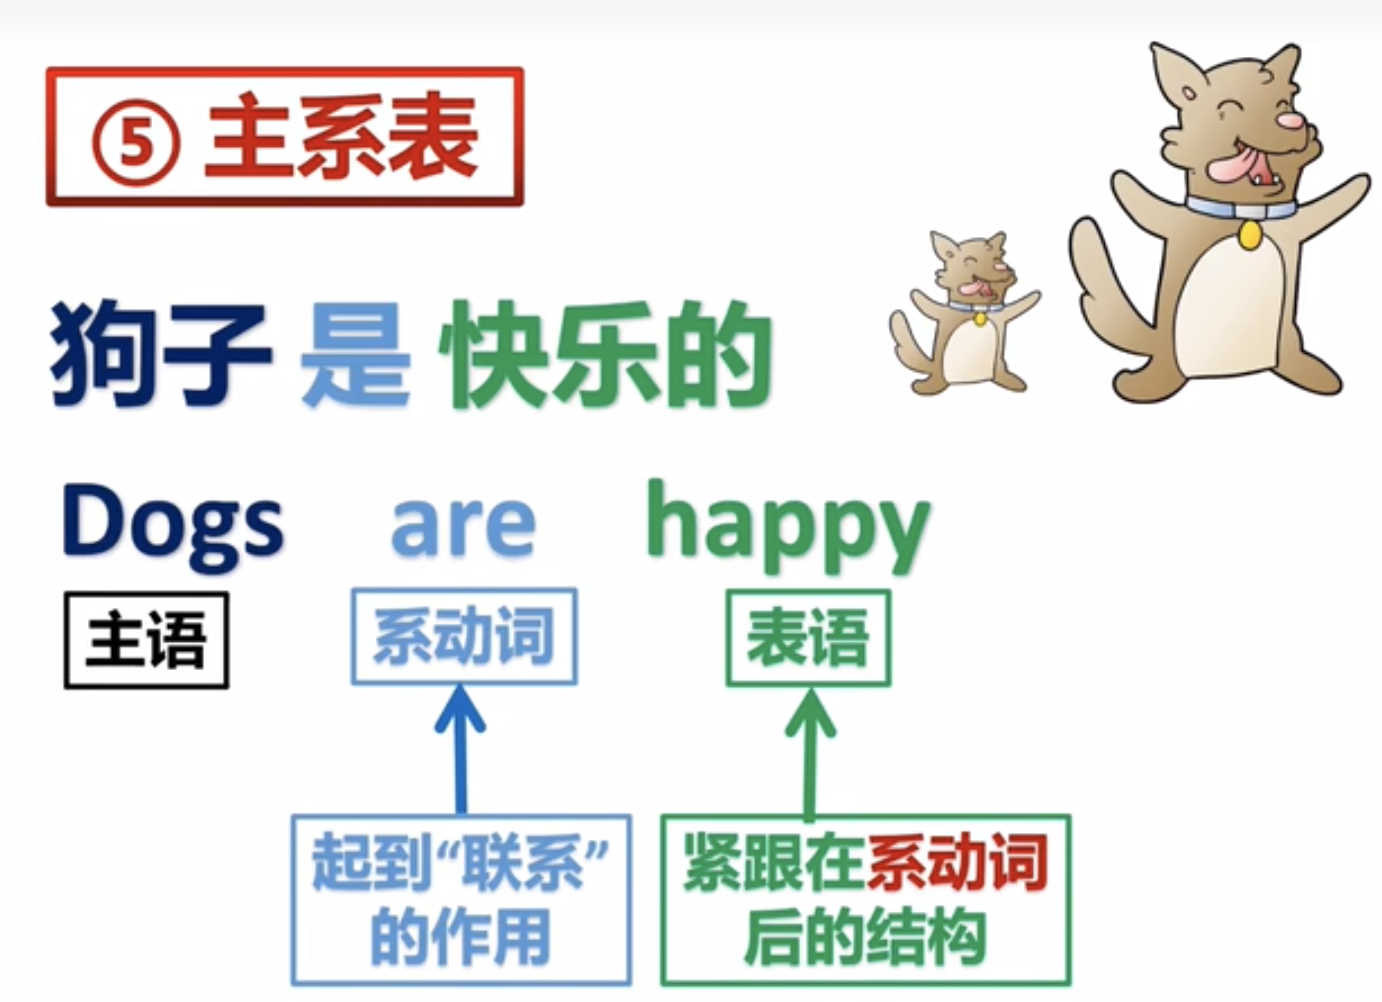 ⑤ 主系表
狗子 是 快乐的
Dogs are happy
主语 系动词 表语
起到“联系”
的作用
紧跟在系动词
后的结构